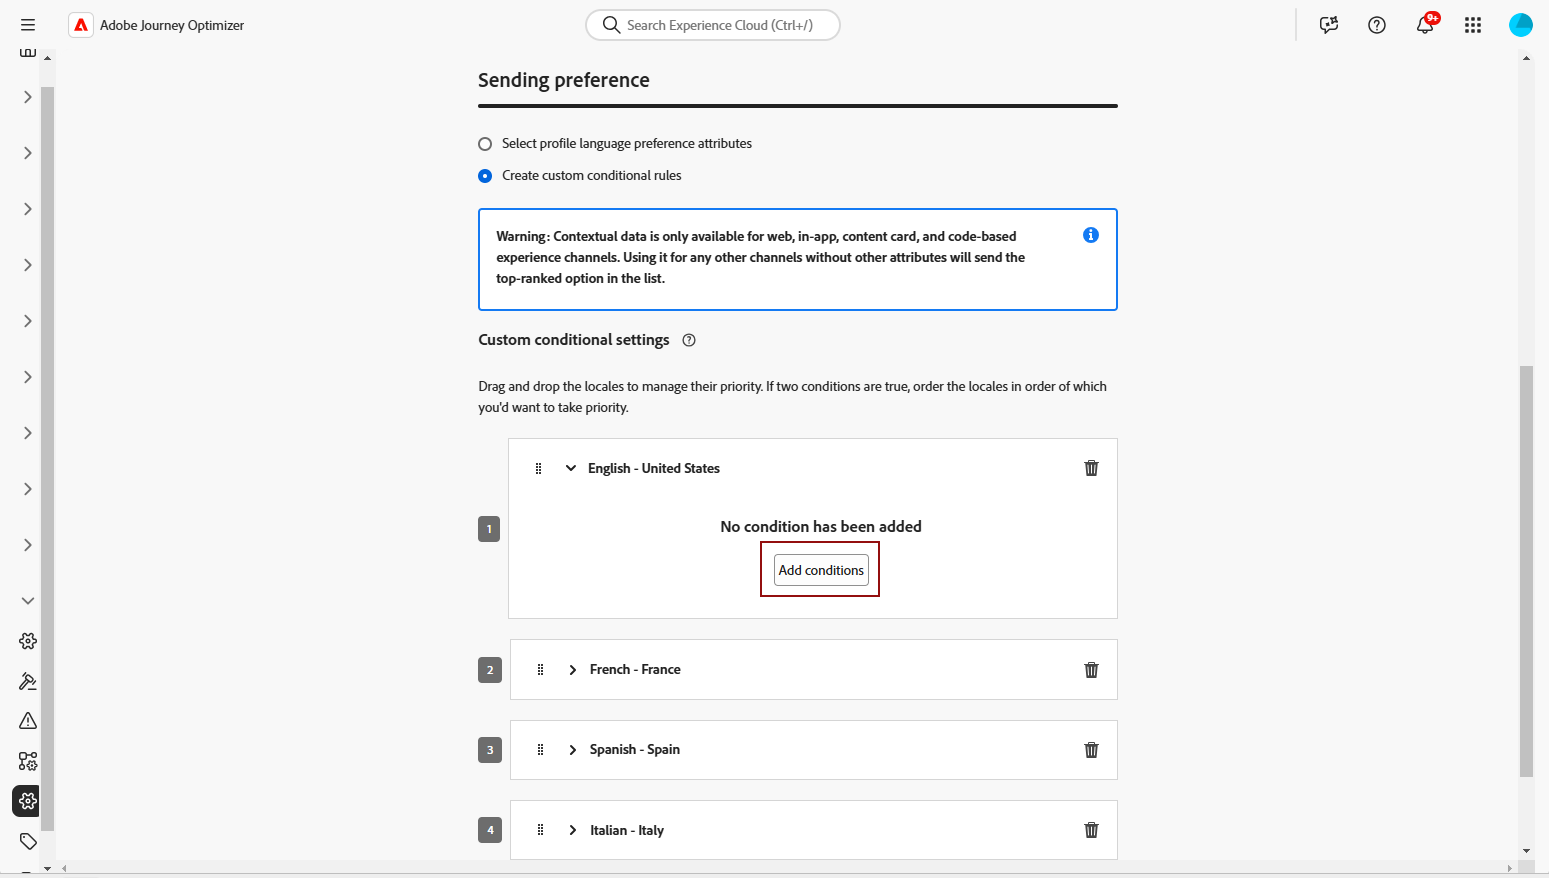 Adobe Journey Optimizer
Search Experience Cloud (Ctrl+/)
9+
Sending preference
Select profile language preference attributes
Create custom conditional rules
Warning: Contextual data is only available for web, in-app, content card, and code-based
experience channels. Using it for any other channels without other attributes will send the
top-ranked option in the list.
Custom conditional settings
Drag and drop the locales to manage their priority. If two conditions are true, order the locales in order of which
you'd want to take priority.
English - United States
1
No condition has been added
Add conditions
2 French - France
3 Spanish - Spain
4 Italian - Italy